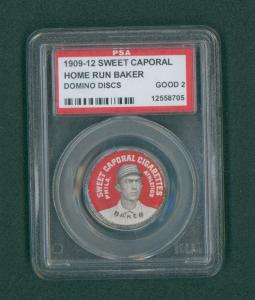 PSA
1909-12 SWEET CAPORAL
HOME RUN BAKER
DOMINO DISCS GOOD 2
12558705
SWEET CAPORAL CIGARETTES
PHILA. ATHLETICS
BAKER